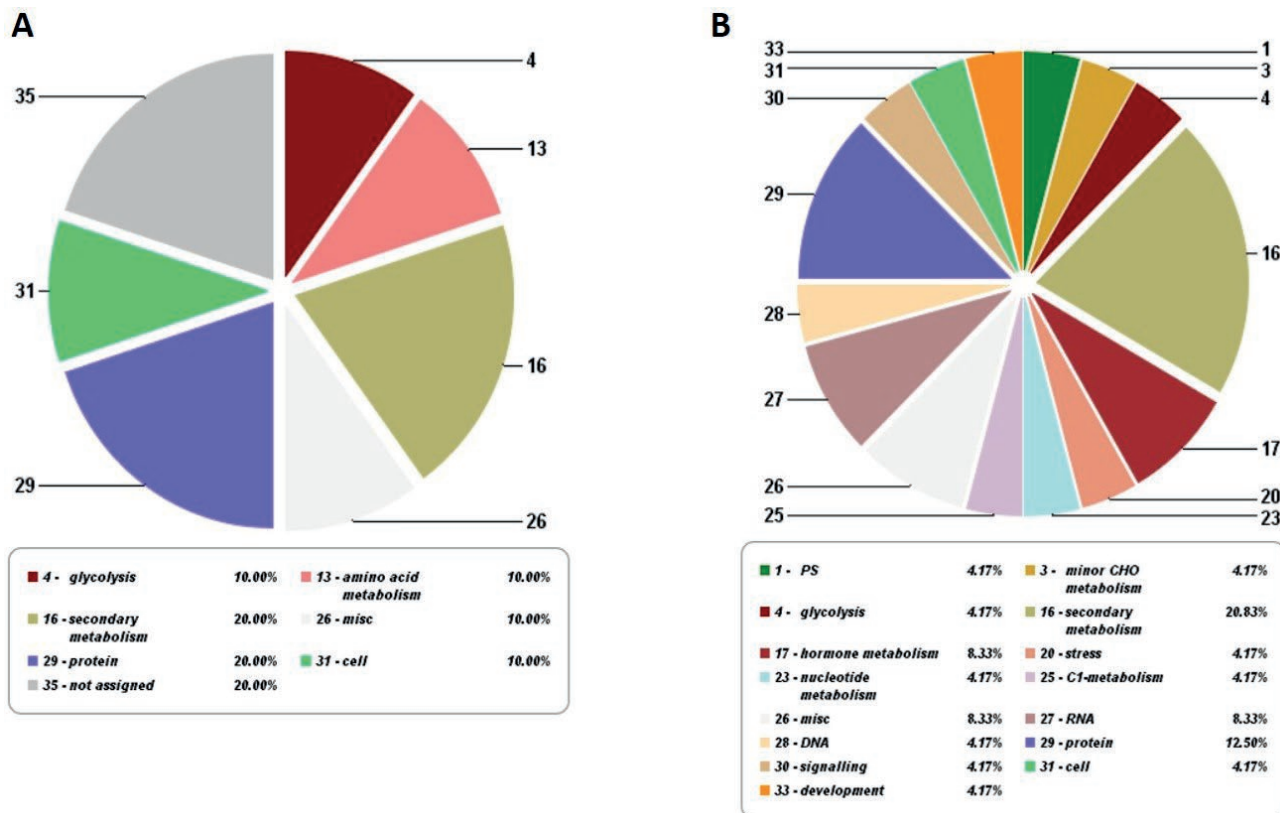 A
B
4
13
16
26
29
31
35
4 - glycolysis 10.00% 13 - amino acid metabolism 10.00%
16 - secondary metabolism 20.00% 26 - misc 10.00%
29 - protein 20.00% 31 - cell 10.00%
35 - not assigned 20.00%
1
3
4
16
17
20
23
25
26
27
28
29
30
31
33
1 - PS 4.17% 3 - minor CHO metabolism 4.17%
4 - glycolysis 4.17% 16 - secondary metabolism 20.83%
17 - hormone metabolism 8.33% 20 - stress 4.17%
23 - nucleotide metabolism 4.17% 25 - C1-metabolism 4.17%
26 - misc 8.33% 27 - RNA 8.33%
28 - DNA 4.17% 29 - protein 12.50%
30 - signalling 4.17% 31 - cell 4.17%
33 - development 4.17%